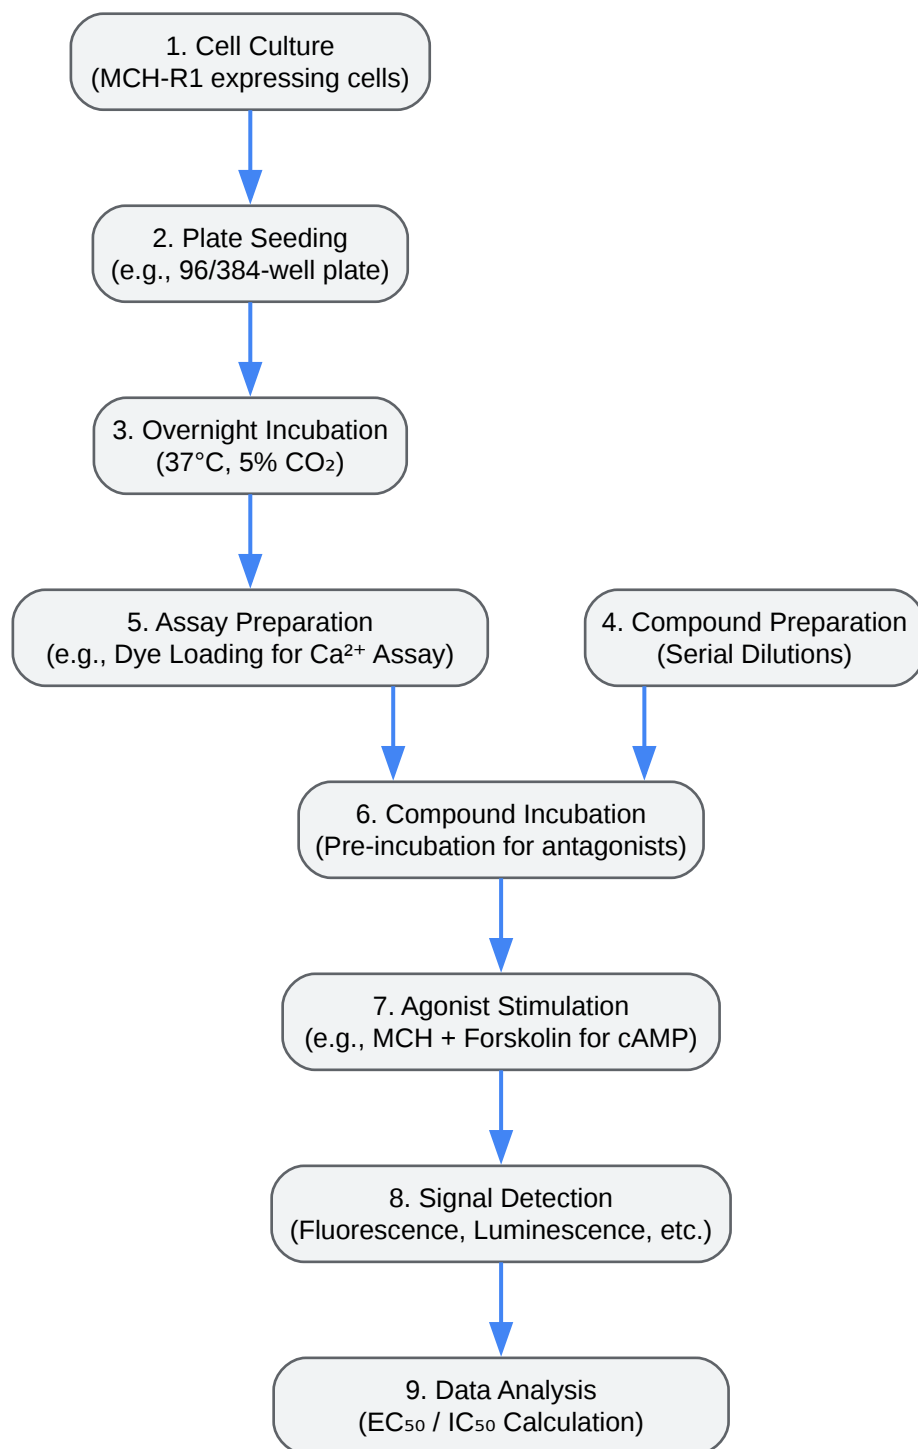 1. Cell Culture
(MCH-R1 expressing cells)
2. Plate Seeding
(e.g., 96/384-well plate)
3. Overnight Incubation
(37°C, 5% CO₂)
5. Assay Preparation
(e.g., Dye Loading for Ca²⁺ Assay)
4. Compound Preparation
(Serial Dilutions)
6. Compound Incubation
(Pre-incubation for antagonists)
7. Agonist Stimulation
(e.g., MCH + Forskolin for cAMP)
8. Signal Detection
(Fluorescence, Luminescence, etc.)
9. Data Analysis
(EC₅₀ / IC₅₀ Calculation)